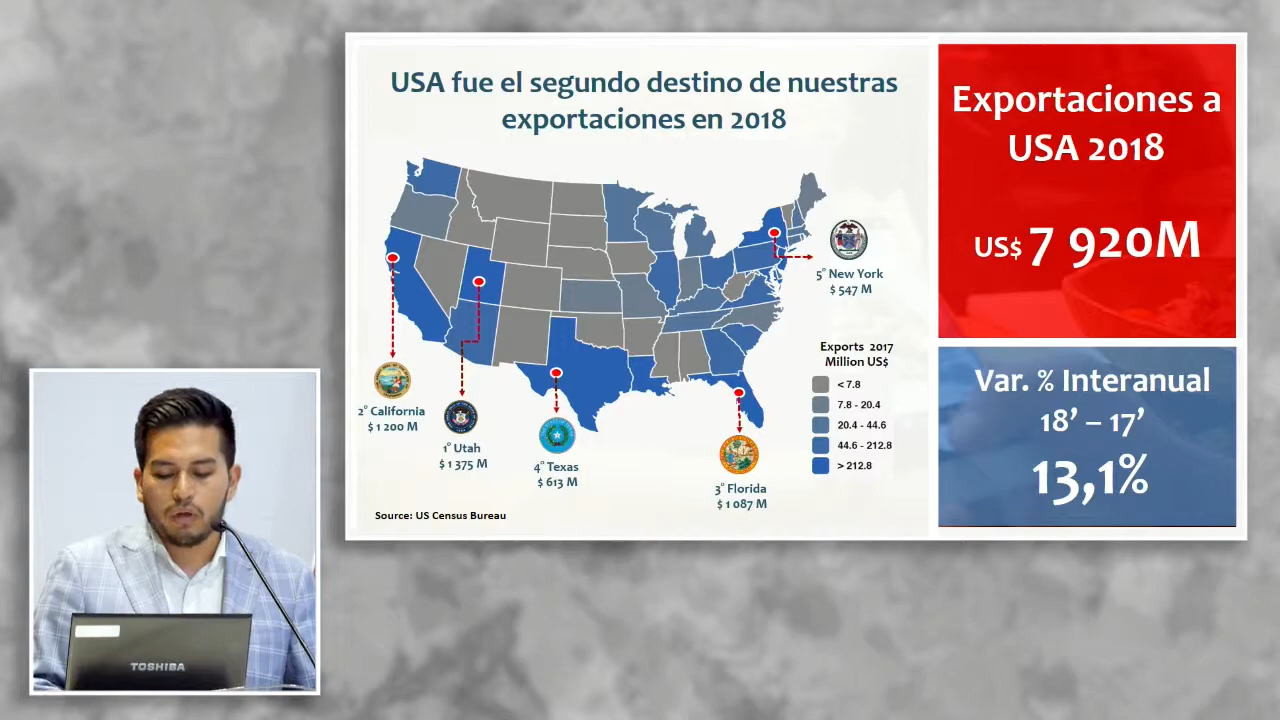 USA fue el segundo destino de nuestras
exportaciones en 2018
5° New York
$ 547 M
Exports 2017
Million US$
< 7.8
7.8 - 20.4
20.4 - 44.6
44.6 - 212.8
> 212.8
2° California
$ 1 200 M
1° Utah
$ 1 375 M
4° Texas
$ 613 M
3° Florida
$ 1 087 M
Source: US Census Bureau
Exportaciones a
USA 2018
US$ 7 920M
Var. % Interanual
18’ – 17’
13,1%
TOSHIBA